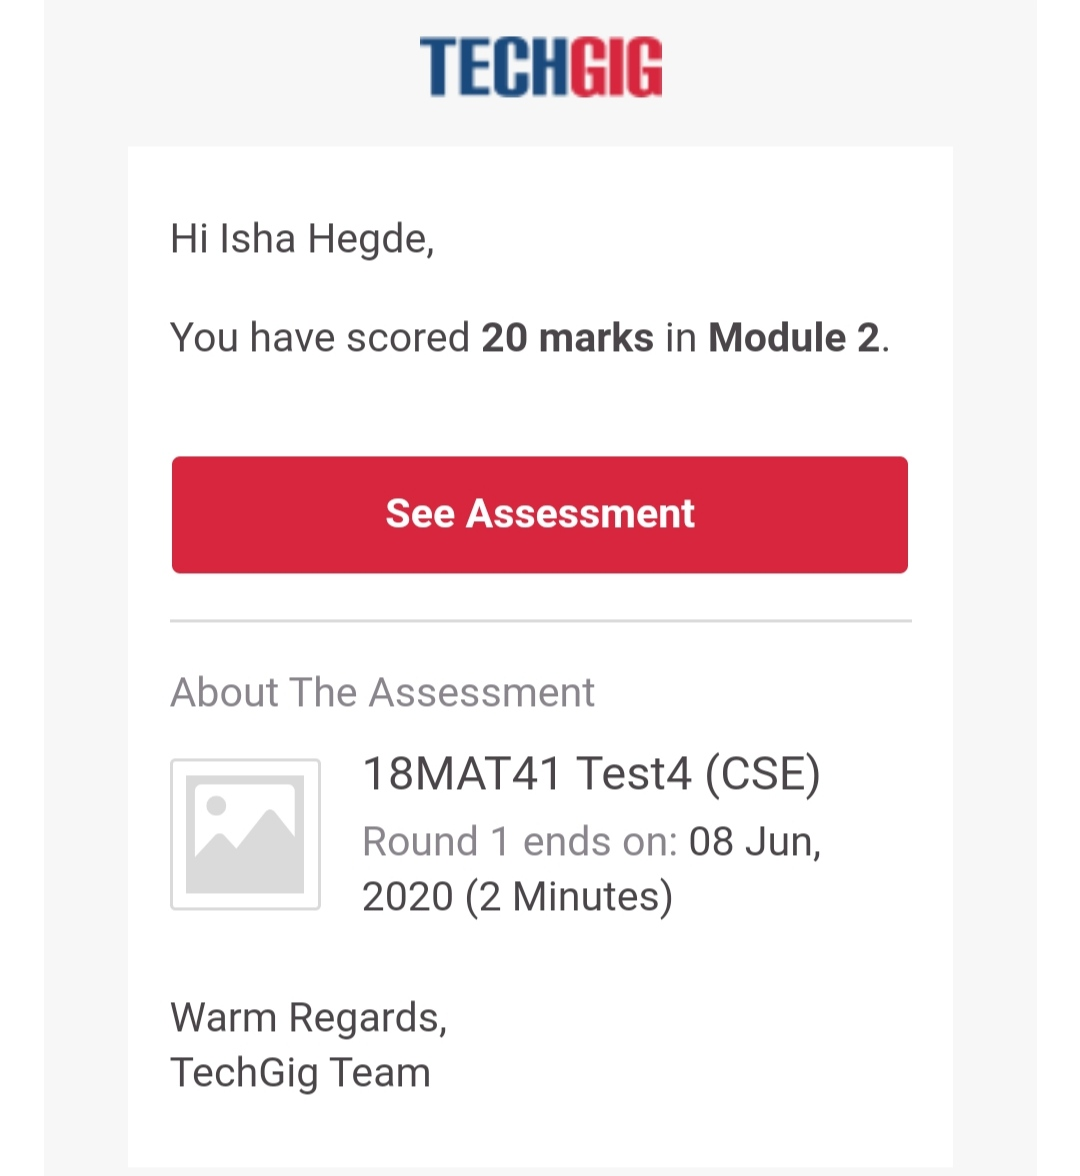 TECHGIG
Hi Isha Hegde,
You have scored 20 marks in Module 2.
See Assessment
About The Assessment
18MAT41 Test4 (CSE)
Round 1 ends on: 08 Jun,
2020 (2 Minutes)
Warm Regards,
TechGig Team